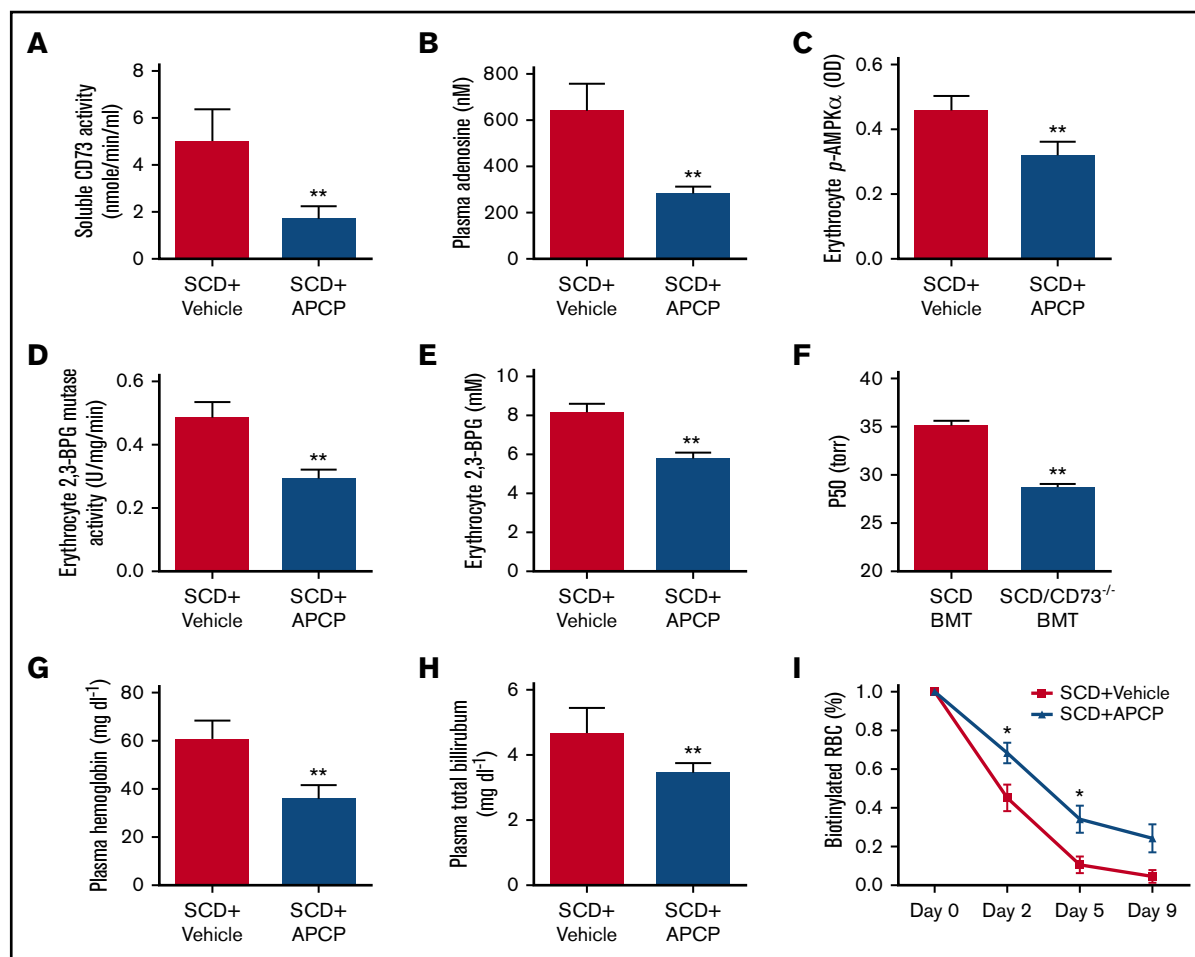 A
Soluble CD73 activity
(nmole/min/ml)
8
6
4
2
0
**
SCD+
Vehicle
SCD+
APCP
B
Plasma adenosine (nM)
800
600
400
200
0
**
SCD+
Vehicle
SCD+
APCP
C
Erythrocyte p-AMPKα (OD)
0.6
0.4
0.2
0.0
**
SCD+
Vehicle
SCD+
APCP
D
Erythrocyte 2,3-BPG mutase
activity (U/mg/min)
0.6
0.4
0.2
0.0
**
SCD+
Vehicle
SCD+
APCP
E
Erythrocyte 2,3-BPG (mM)
10
8
6
4
2
0
**
SCD+
Vehicle
SCD+
APCP
F
P50 (torr)
40
35
30
25
20
**
SCD
BMT
SCD/CD73-/-
BMT
G
Plasma hemoglobin (mg dl-1)
80
60
40
20
0
**
SCD+
Vehicle
SCD+
APCP
H
Plasma total billirubum
(mg dl-1)
6
4
2
0
**
SCD+
Vehicle
SCD+
APCP
I
Biotinylated RBC (%)
1.0
0.8
0.6
0.4
0.2
0.0
SCD+Vehicle
SCD+APCP
*
*
Day 0
Day 2
Day 5
Day 9